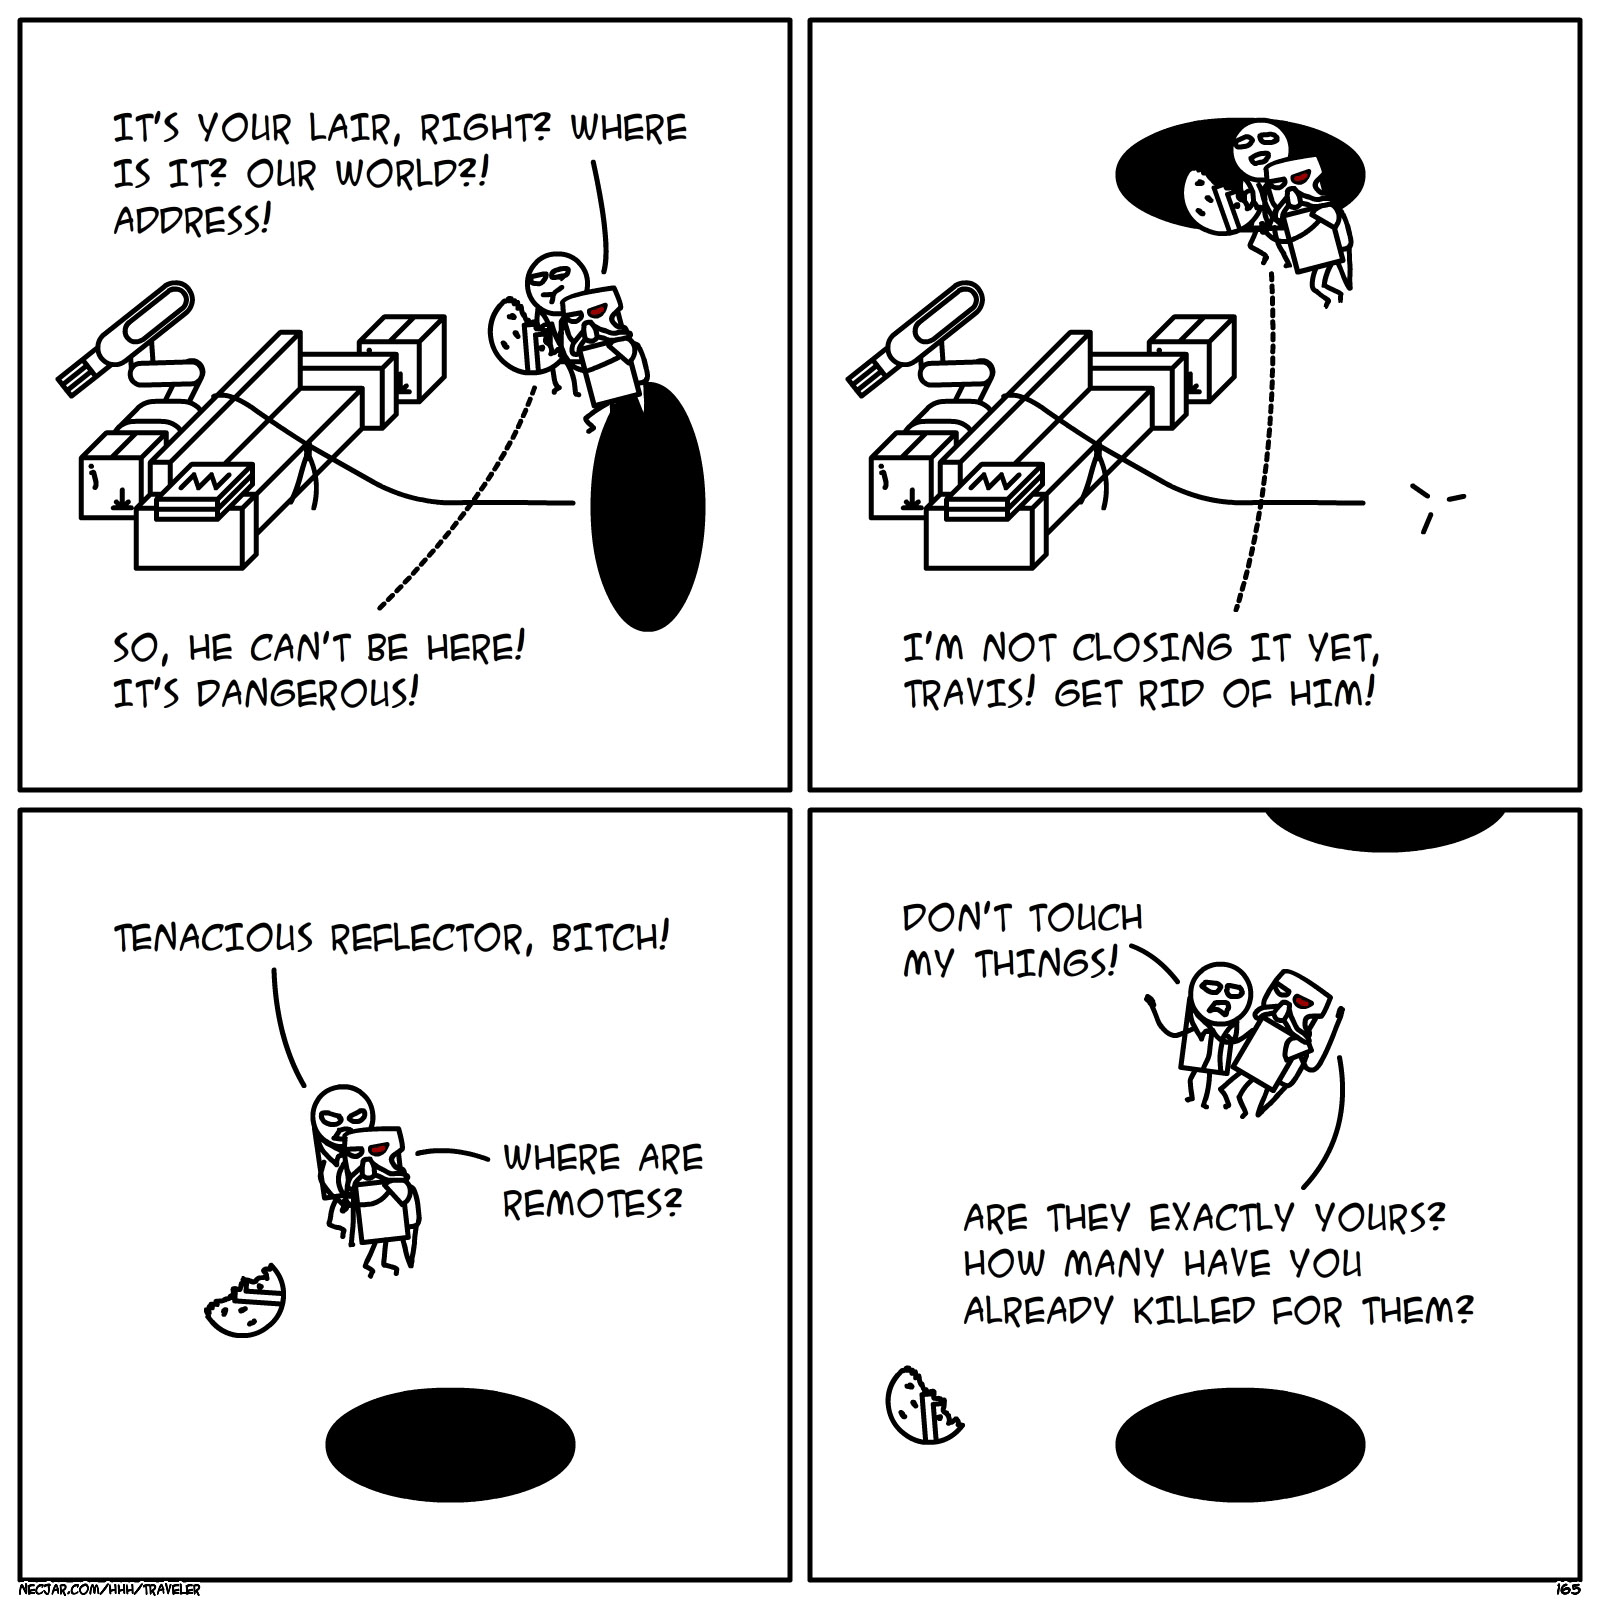 IT'S YOUR LAIR, RIGHT? WHERE
IS IT? OUR WORLD?!
ADDRESS!
SO, HE CAN'T BE HERE!
IT'S DANGEROUS!
I'M NOT CLOSING IT YET,
TRAVIS! GET RID OF HIM!
TENACIOUS REFLECTOR, BITCH!
WHERE ARE
REMOTES?
DON'T TOUCH
MY THINGS!
ARE THEY EXACTLY YOURS?
HOW MANY HAVE YOU
ALREADY KILLED FOR THEM?
NECJAR.COM/HHH/TRAVELER
165